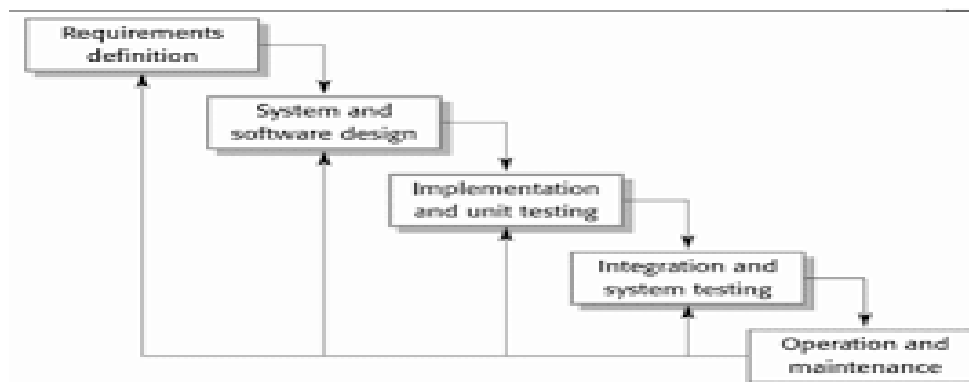 Requirements
definition
System and
software design
Implementation
and unit testing
Integration and
system testing
Operation and
maintenance